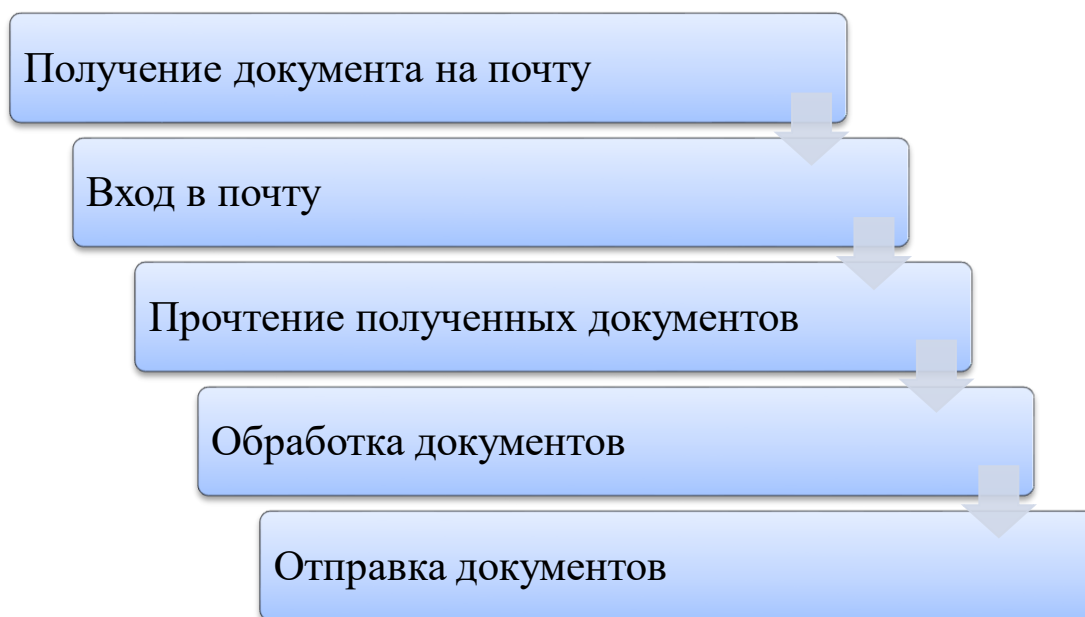 Получение документа на почту
Вход в почту
Прочтение полученных документов
Обработка документов
Отправка документов